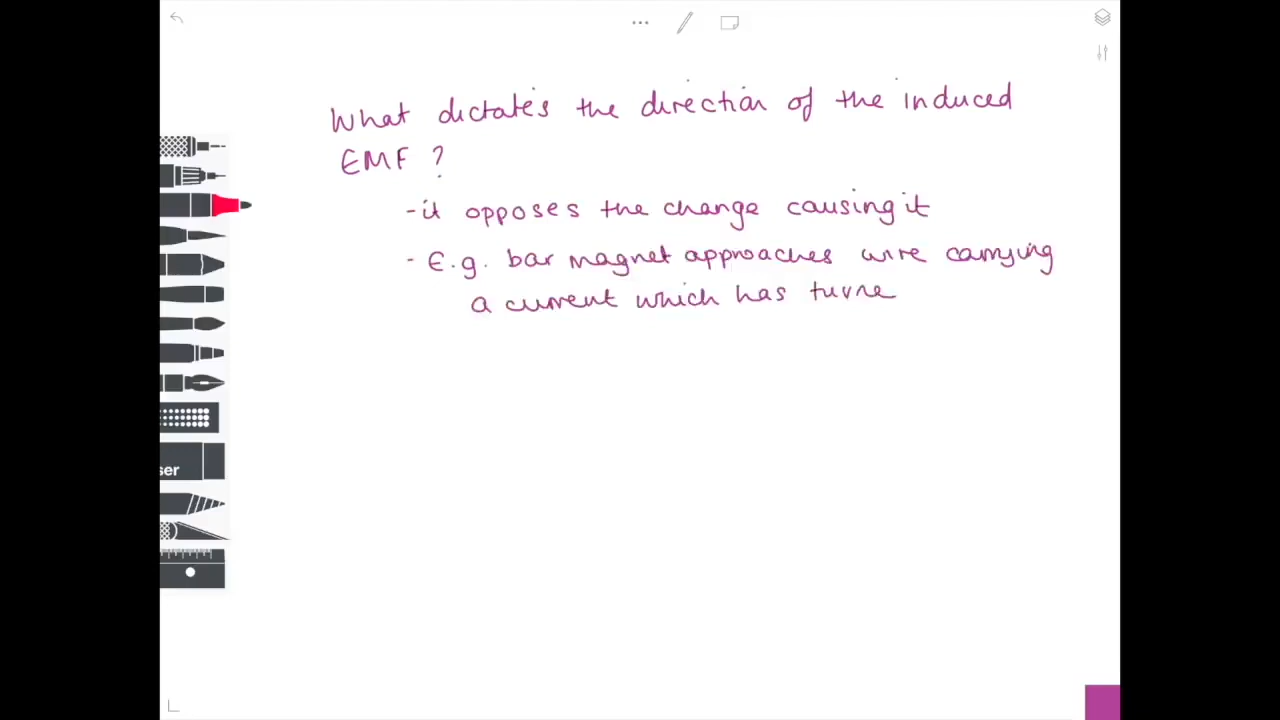 What dictates the direction of the induced
EMF ?
- it opposes the change causing it
- E.g. bar magnet approaches wire carrying
a current which has turne
ser